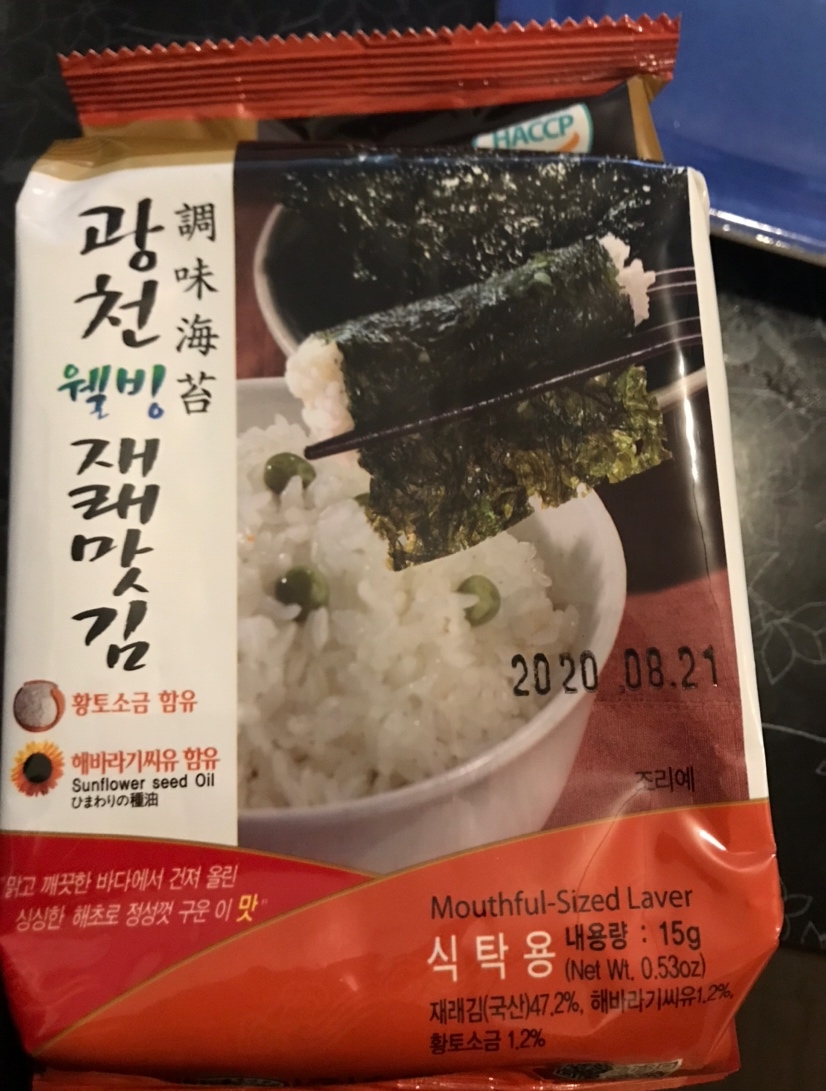 HACCP
調味海苔
광천
웰빙
재래맛김
황토소금 함유
해바라기씨유 함유
Sunflower seed Oil
ひまわりの種油
2020.08.21
조리예
"맑고 깨끗한 바다에서 건져 올린
싱싱한 해초로 정성껏 구운 이 맛"
Mouthful-Sized Laver
식탁용 내용량 : 15g
(Net Wt. 0.53oz)
재래김(국산)47.2%, 해바라기씨유1.2%,
황토소금 1.2%